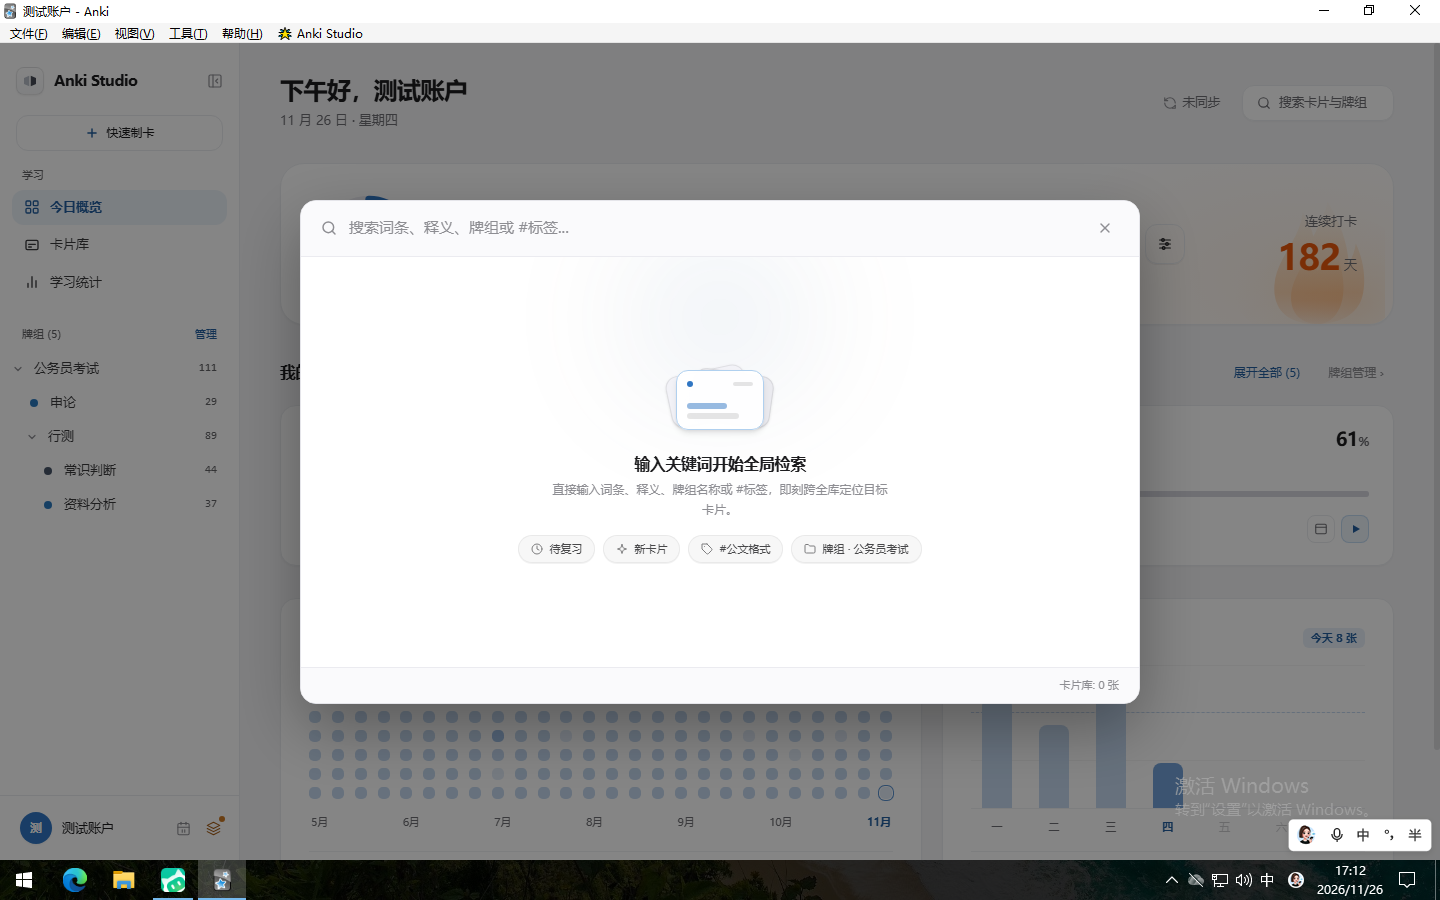 测试账户 - Anki
文件(F) 编辑(E) 视图(V) 工具(T) 帮助(H) Anki Studio
Anki Studio
快速制卡
学习
今日概览
卡片库
学习统计
牌组 (5) 管理
公务员考试 111
申论 29
行测 89
常识判断 44
资料分析 37
测 测试账户
下午好，测试账户
11 月 26 日 · 星期四
未同步
搜索卡片与牌组
连续打卡
182 天
展开全部 (5) 牌组管理 ›
61%
搜索词条、释义、牌组或 #标签...
输入关键词开始全局检索
直接输入词条、释义、牌组名称或 #标签，即刻跨全库定位目标
卡片。
待复习 新卡片 #公文格式 牌组 · 公务员考试
卡片库: 0 张
今天 8 张
5月 6月 7月 8月 9月 10月 11月
一 二 三 四 五 六
激活 Windows
转到"设置"以激活 Windows。
中 °, 半
中
17:12
2026/11/26